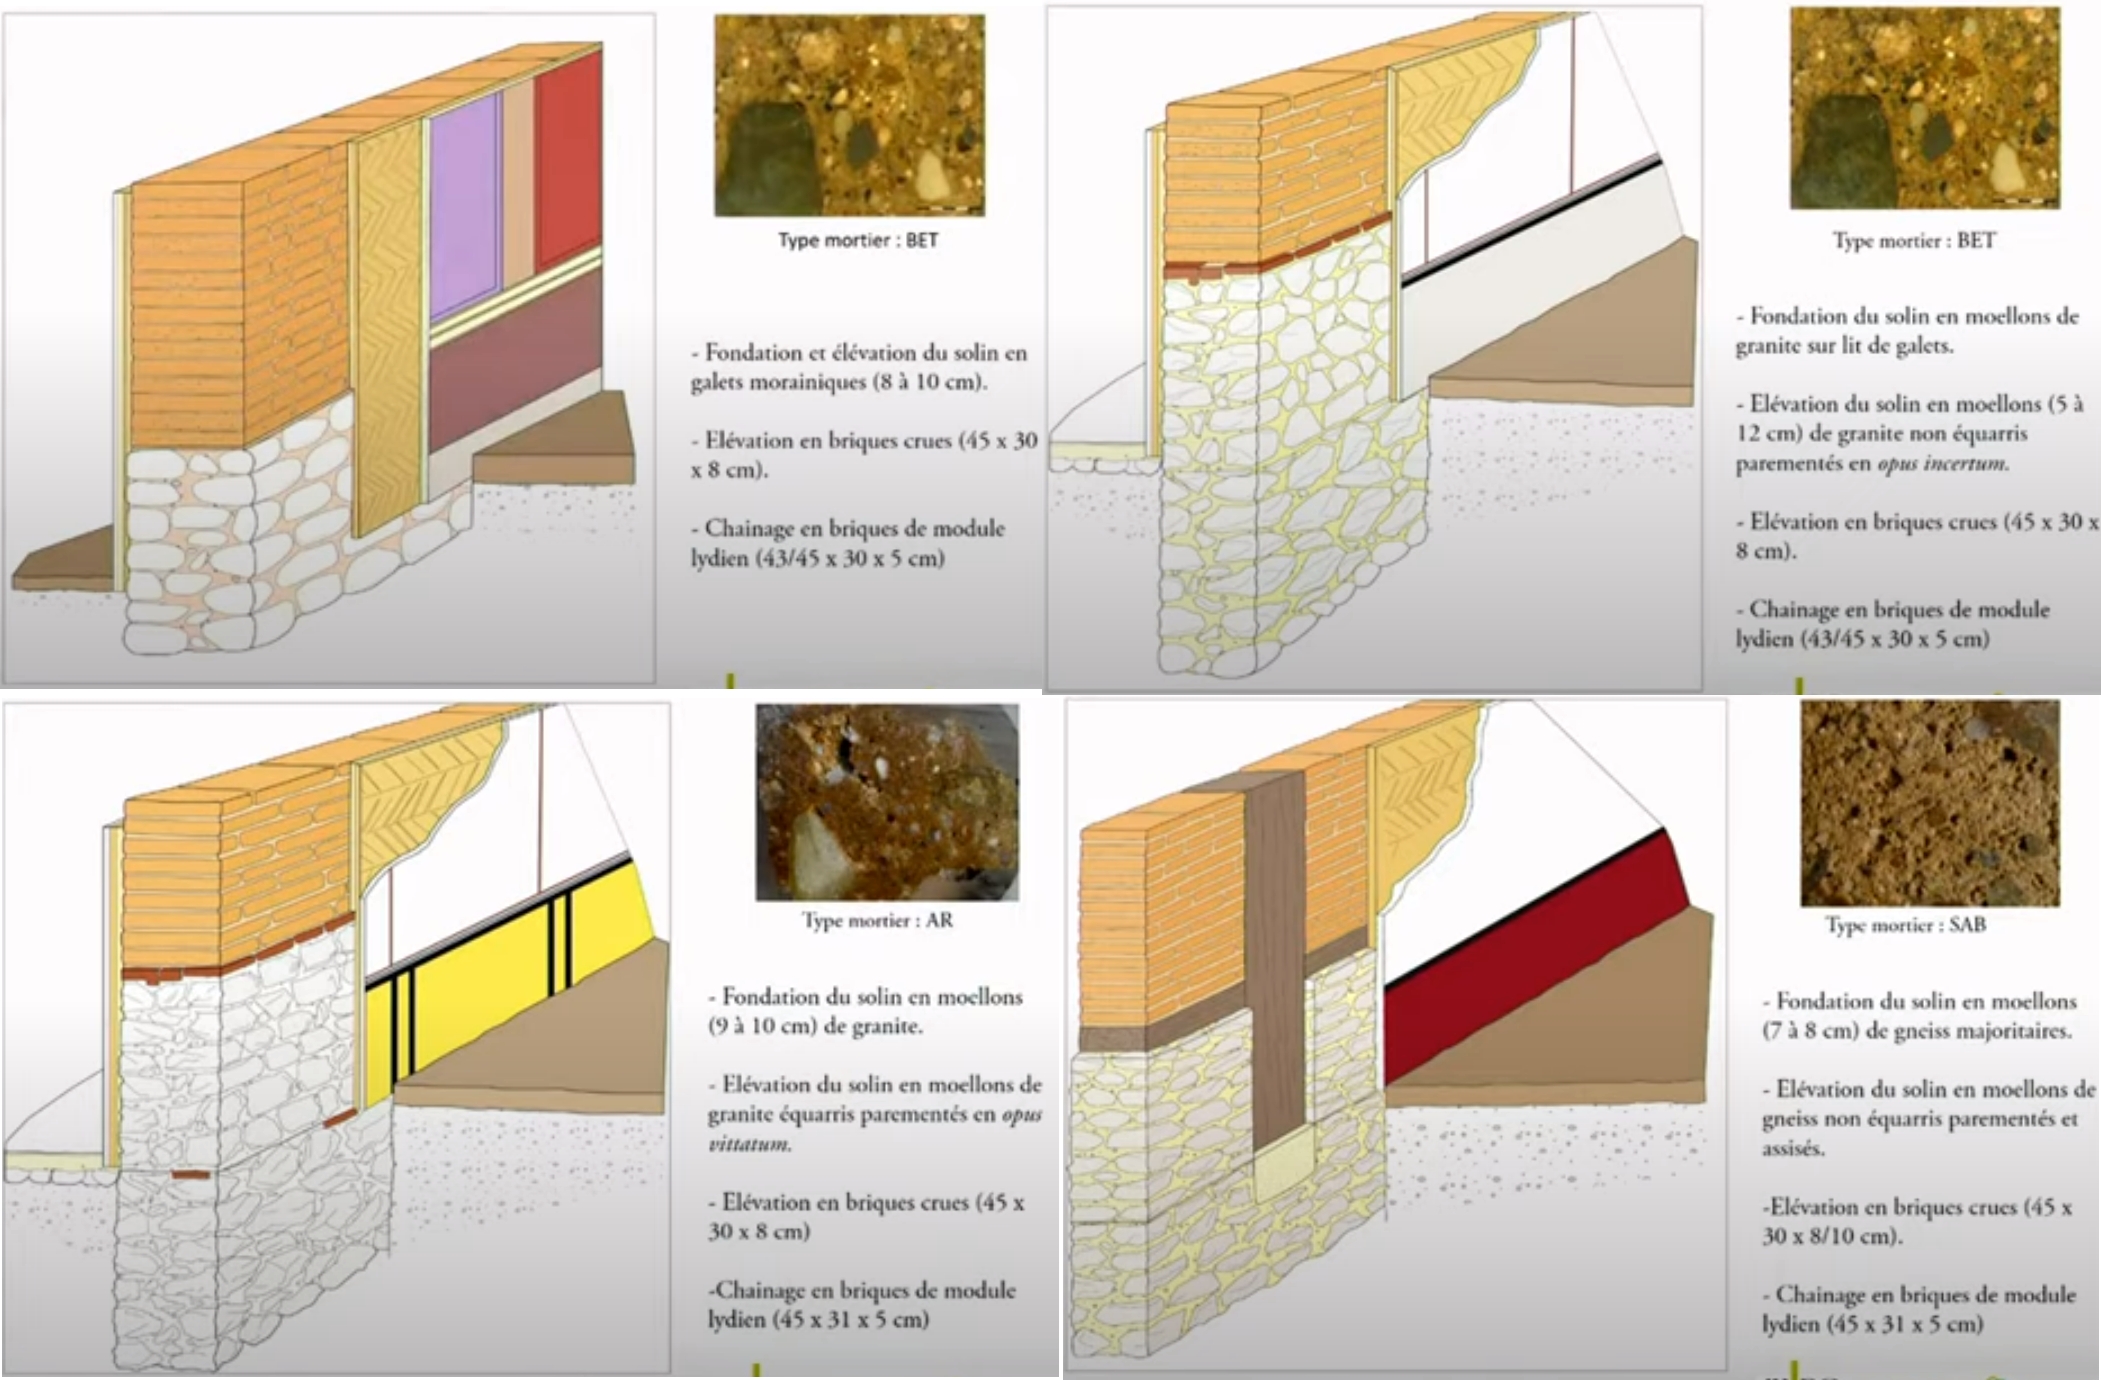 Type mortier : BET
- Fondation et élévation du solin en
galets morainiques (8 à 10 cm).
- Elévation en briques crues (45 x 30
x 8 cm).
- Chainage en briques de module
lydien (43/45 x 30 x 5 cm)
Type mortier : BET
- Fondation du solin en moellons de
granite sur lit de galets.
- Elévation du solin en moellons (5 à
12 cm) de granite non équarris
parementés en opus incertum.
- Elévation en briques crues (45 x 30 x
8 cm).
- Chainage en briques de module
lydien (43/45 x 30 x 5 cm)
Type mortier : AR
- Fondation du solin en moellons
(9 à 10 cm) de granite.
- Elévation du solin en moellons de
granite équarris parementés en opus
vittatum.
- Elévation en briques crues (45 x
30 x 8 cm)
-Chainage en briques de module
lydien (45 x 31 x 5 cm)
Type mortier : SAB
- Fondation du solin en moellons
(7 à 8 cm) de gneiss majoritaires.
- Elévation du solin en moellons de
gneiss non équarris parementés et
assisés.
-Elévation en briques crues (45 x
30 x 8/10 cm).
- Chainage en briques de module
lydien (45 x 31 x 5 cm)